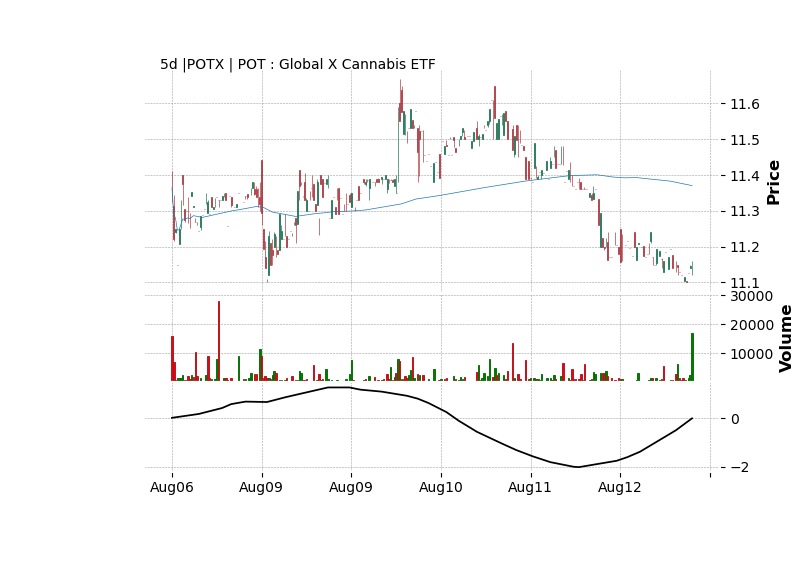 5d |POTX | POT : Global X Cannabis ETF
11.6
11.5
11.4
11.3
11.2
11.1
Price
30000
20000
10000
Volume
0
−2
Aug06 Aug09 Aug09 Aug10 Aug11 Aug12